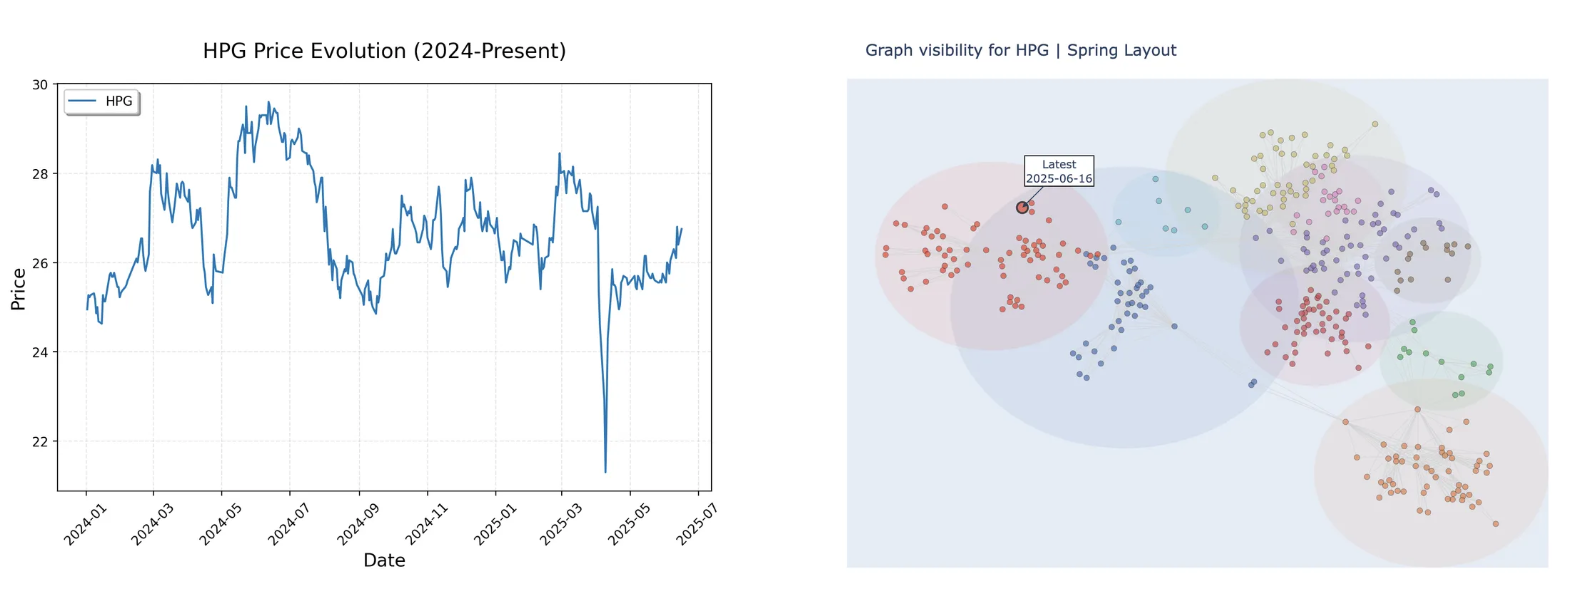 HPG Price Evolution (2024-Present)
30
HPG
28
26
24
22
Price
2024-01
2024-03
2024-05
2024-07
2024-09
2024-11
2025-01
2025-03
2025-05
2025-07
Date
Graph visibility for HPG | Spring Layout
Latest
2025-06-16